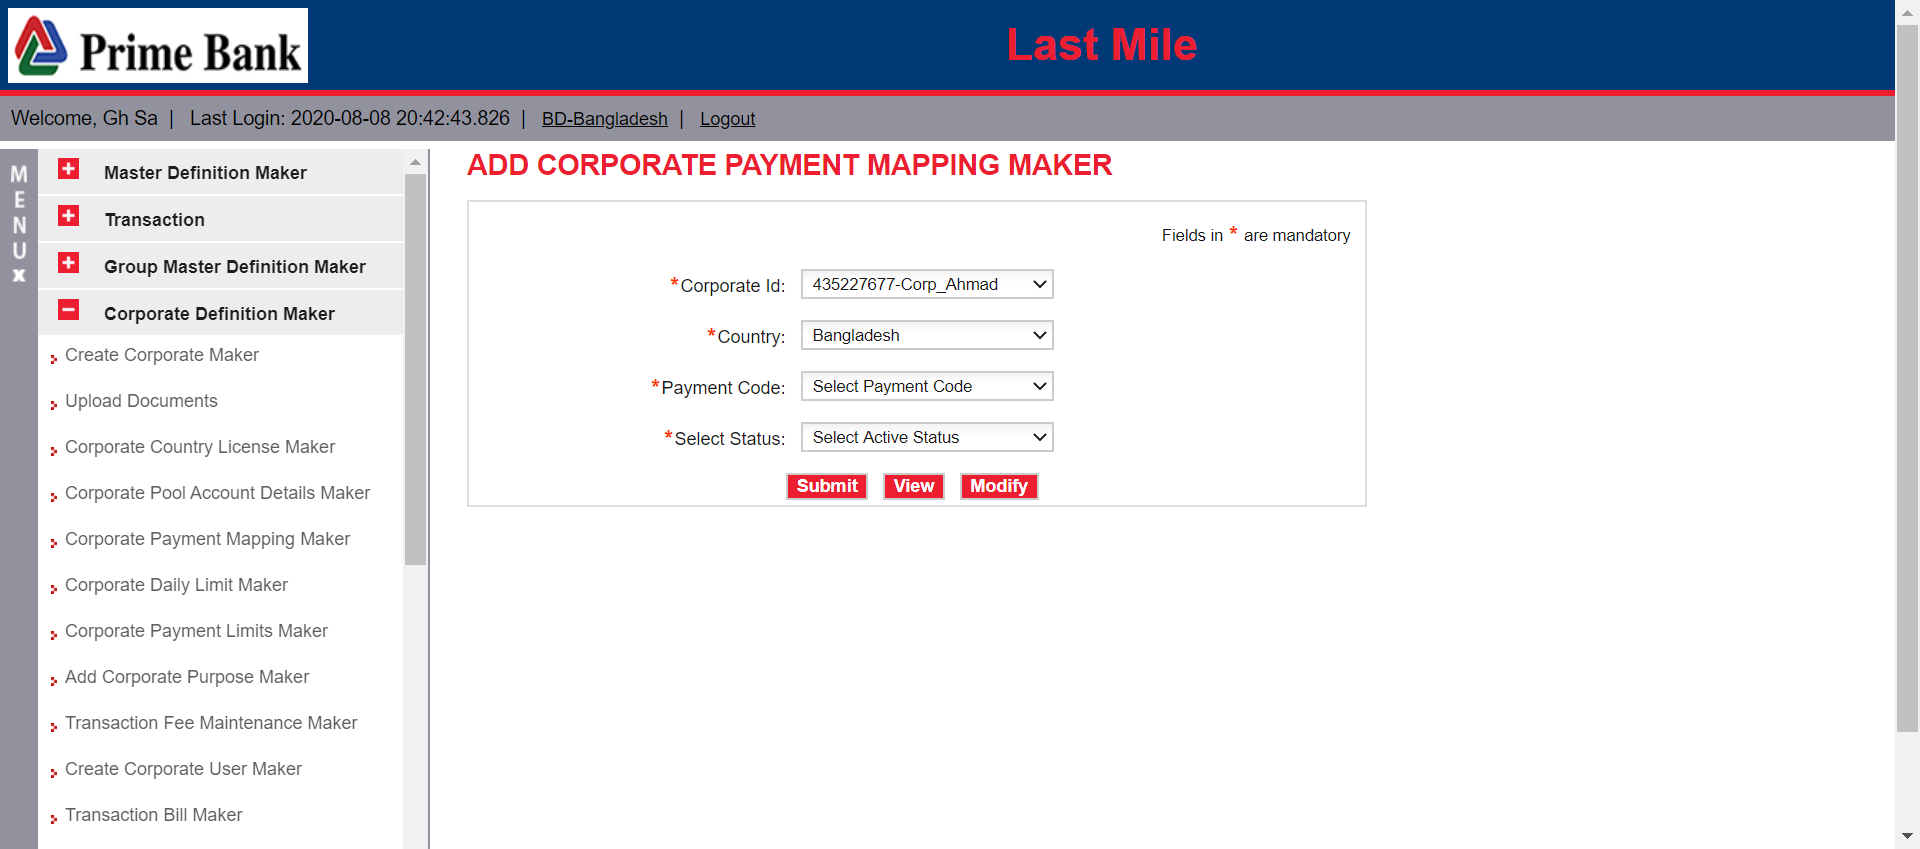 Prime Bank
Last Mile
Welcome, Gh Sa | Last Login: 2020-08-08 20:42:43.826 | BD-Bangladesh | Logout
MENU
x
Master Definition Maker
Transaction
Group Master Definition Maker
Corporate Definition Maker
Create Corporate Maker
Upload Documents
Corporate Country License Maker
Corporate Pool Account Details Maker
Corporate Payment Mapping Maker
Corporate Daily Limit Maker
Corporate Payment Limits Maker
Add Corporate Purpose Maker
Transaction Fee Maintenance Maker
Create Corporate User Maker
Transaction Bill Maker
ADD CORPORATE PAYMENT MAPPING MAKER
Fields in * are mandatory
*Corporate Id: 435227677-Corp_Ahmad
*Country: Bangladesh
*Payment Code: Select Payment Code
*Select Status: Select Active Status
Submit View Modify